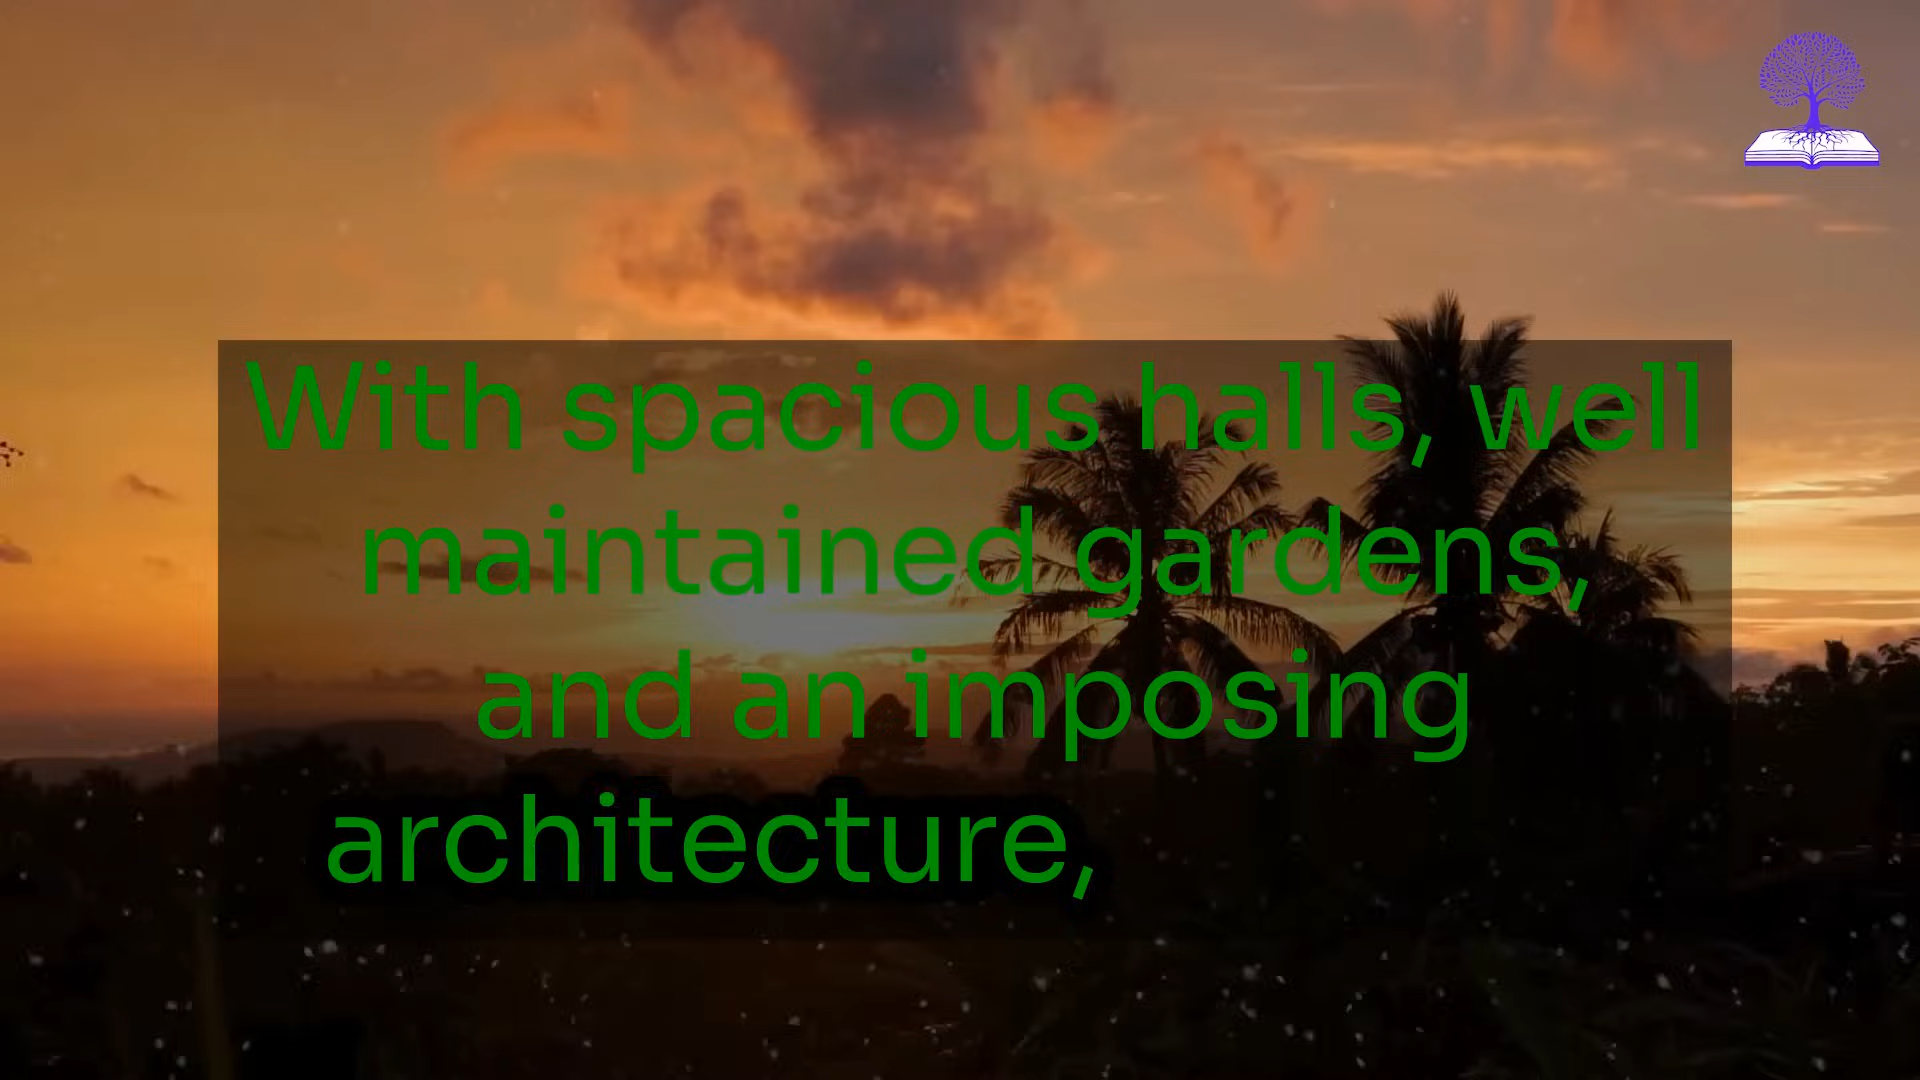 With spacious halls, well
maintained gardens,
and an imposing
architecture,